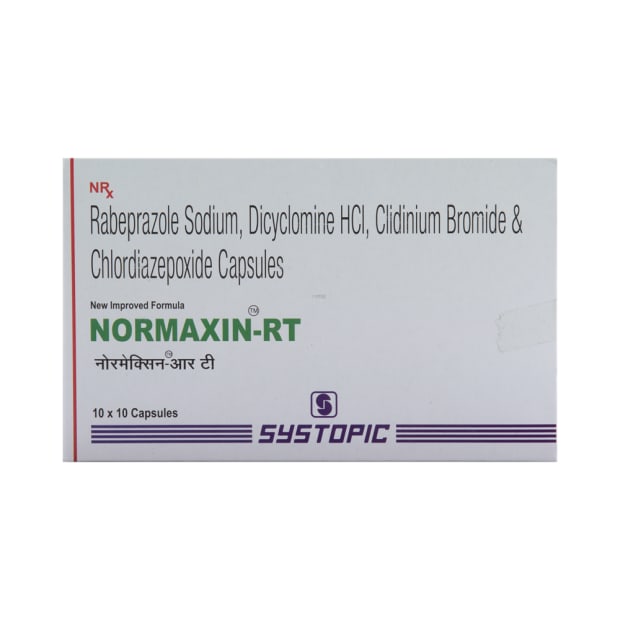 NRx
Rabeprazole Sodium, Dicyclomine HCl, Clidinium Bromide &
Chlordiazepoxide Capsules
New Improved Formula
NORMAXIN-RT™
नोरमेक्सिन™-आर टी
10 x 10 Capsules
S
SYSTOPIC